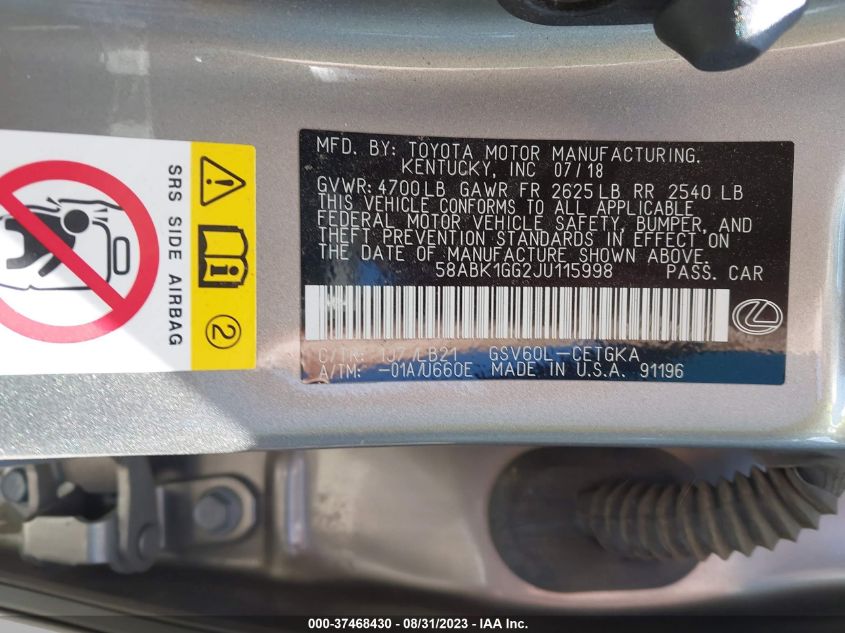 SRS SIDE AIRBAG
2
MFD. BY: TOYOTA MOTOR MANUFACTURING.
KENTUCKY, INC 07/18
GVWR: 4700 LB GAWR FR 2625 LB RR 2540 LB
THIS VEHICLE CONFORMS TO ALL APPLICABLE
FEDERAL MOTOR VEHICLE SAFETY, BUMPER, AND
THEFT PREVENTION STANDARDS IN EFFECT ON
THE DATE OF MANUFACTURE SHOWN ABOVE.
58ABK1GG2JU115998 PASS. CAR
C/TR: 1J7 /LB21 GSV60L-CETGKA
A/TM: -01A/U660E MADE IN U.S.A. 91196
000-37468430 - 08/31/2023 - IAA Inc.